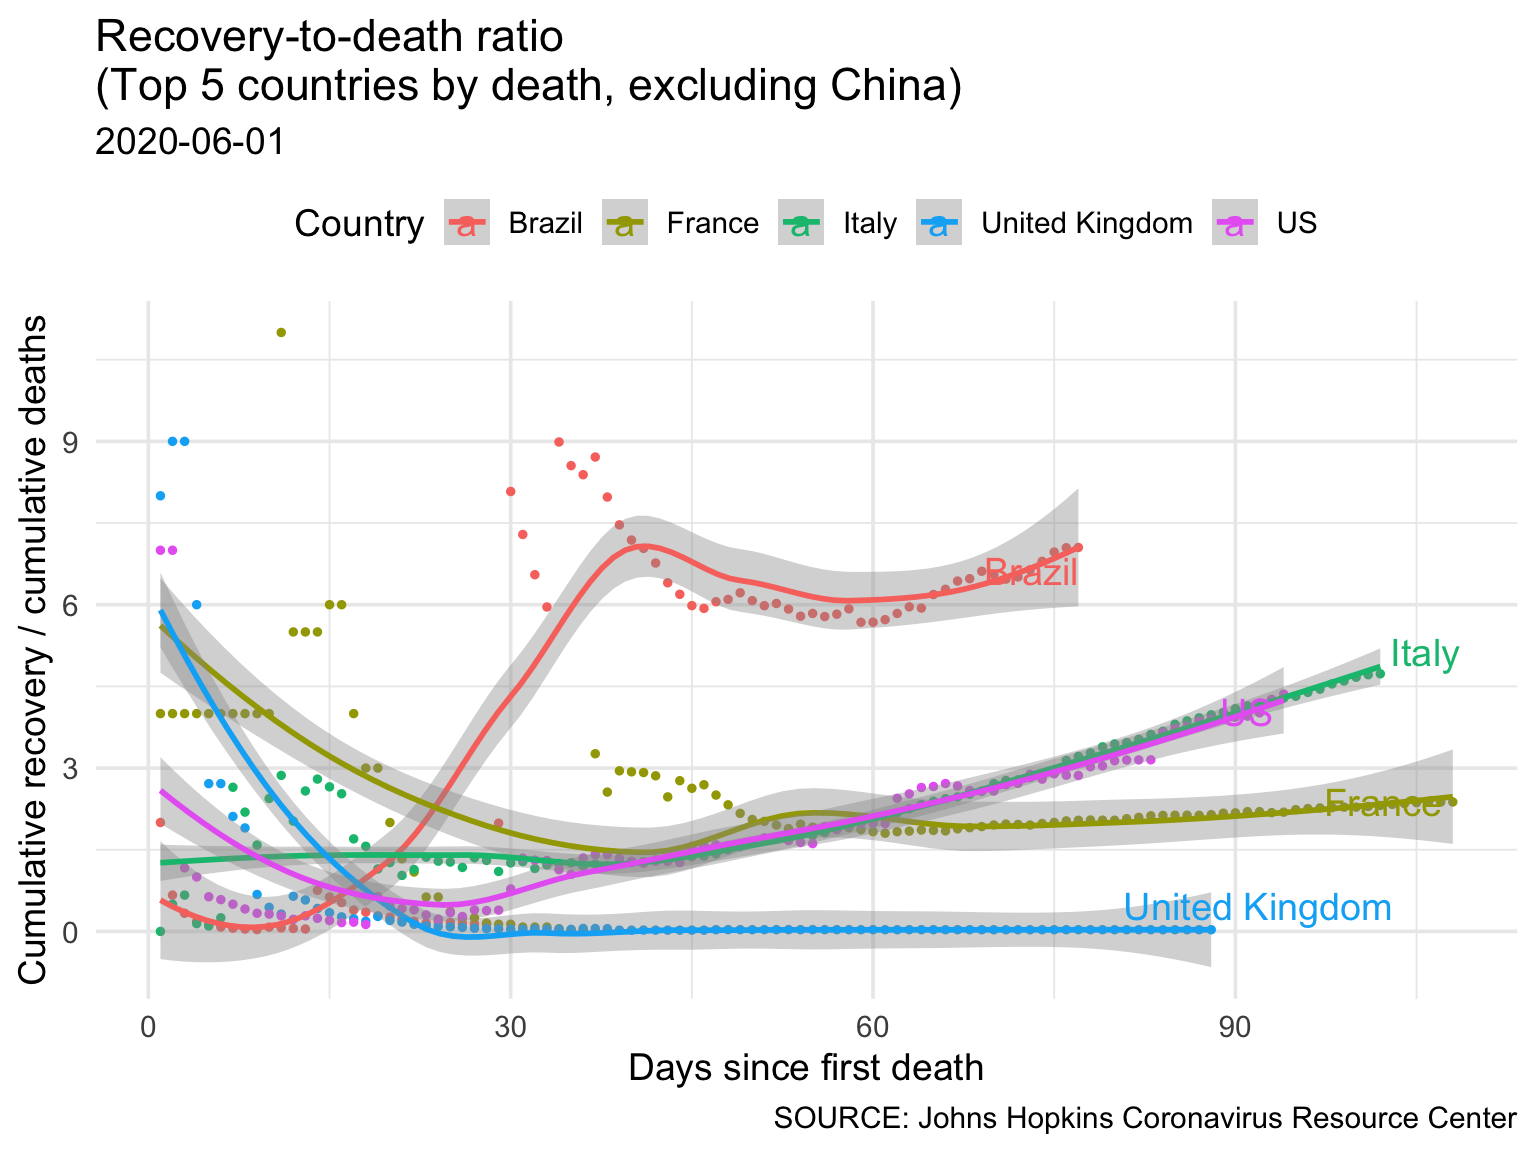 Recovery-to-death ratio
(Top 5 countries by death, excluding China)
2020-06-01
Country a Brazil a France a Italy a United Kingdom a US
Cumulative recovery / cumulative deaths
9
6
3
0
Brazil
Italy
US
France
United Kingdom
0 30 60 90
Days since first death
SOURCE: Johns Hopkins Coronavirus Resource Center